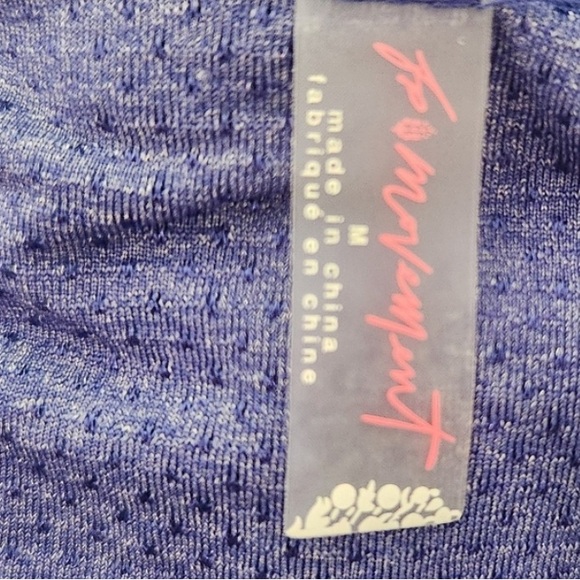 fp movement
M
made in china
fabriqué en chine